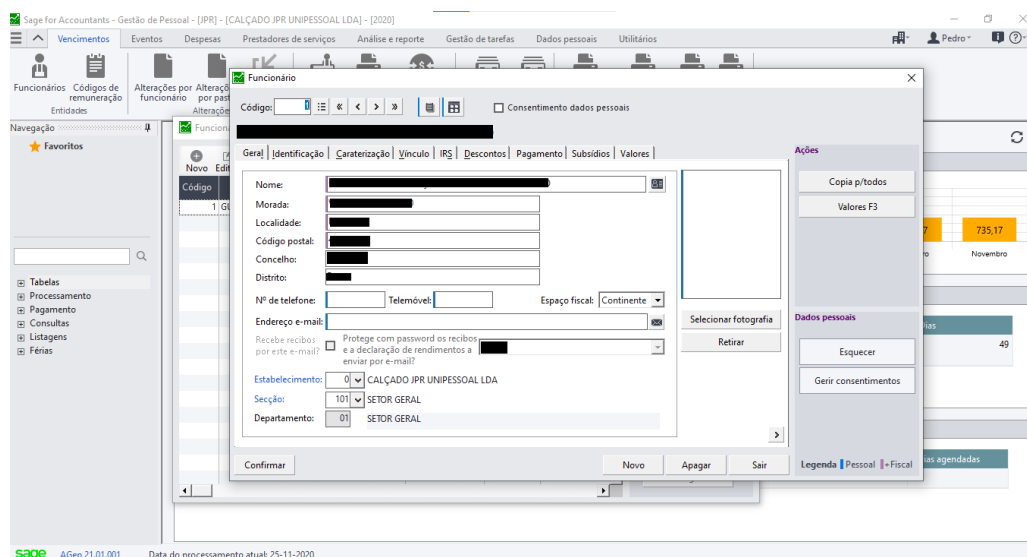 Sage for Accountants - Gestão de Pessoal - [JPR] - [CALÇADO JPR UNIPESSOAL LDA] - [2020]
Vencimentos Eventos Despesas Prestadores de serviços Análise e reporte Gestão de tarefas Dados pessoais Utilitários Pedro
Funcionários Códigos de remuneração Alterações por funcionário
Entidades
Navegação
Favoritos
Funcionário
Código: 1 Consentimento dados pessoais
Geral Identificação Caraterização Vínculo IRS Descontos Pagamento Subsídios Valores
Ações
Novo
Código
1
Nome:
Morada:
Localidade:
Código postal:
Concelho:
Distrito:
Nº de telefone: Telemóvel: Espaço fiscal: Continente
Endereço e-mail:
Recebe recibos por este e-mail?
Protege com password os recibos
e a declaração de rendimentos a
enviar por e-mail?
Estabelecimento: 0 CALÇADO JPR UNIPESSOAL LDA
Secção: 101 SETOR GERAL
Departamento: 01 SETOR GERAL
Selecionar fotografia
Retirar
Copia p/todos
Valores F3
Dados pessoais
Esquecer
Gerir consentimentos
Confirmar Novo Apagar Sair
Legenda Pessoal +Fiscal
735,17
Novembro
49
Tabelas
Processamento
Pagamento
Consultas
Listagens
Férias
sage AGep 21.01.001 Data do processamento atual: 25-11-2020